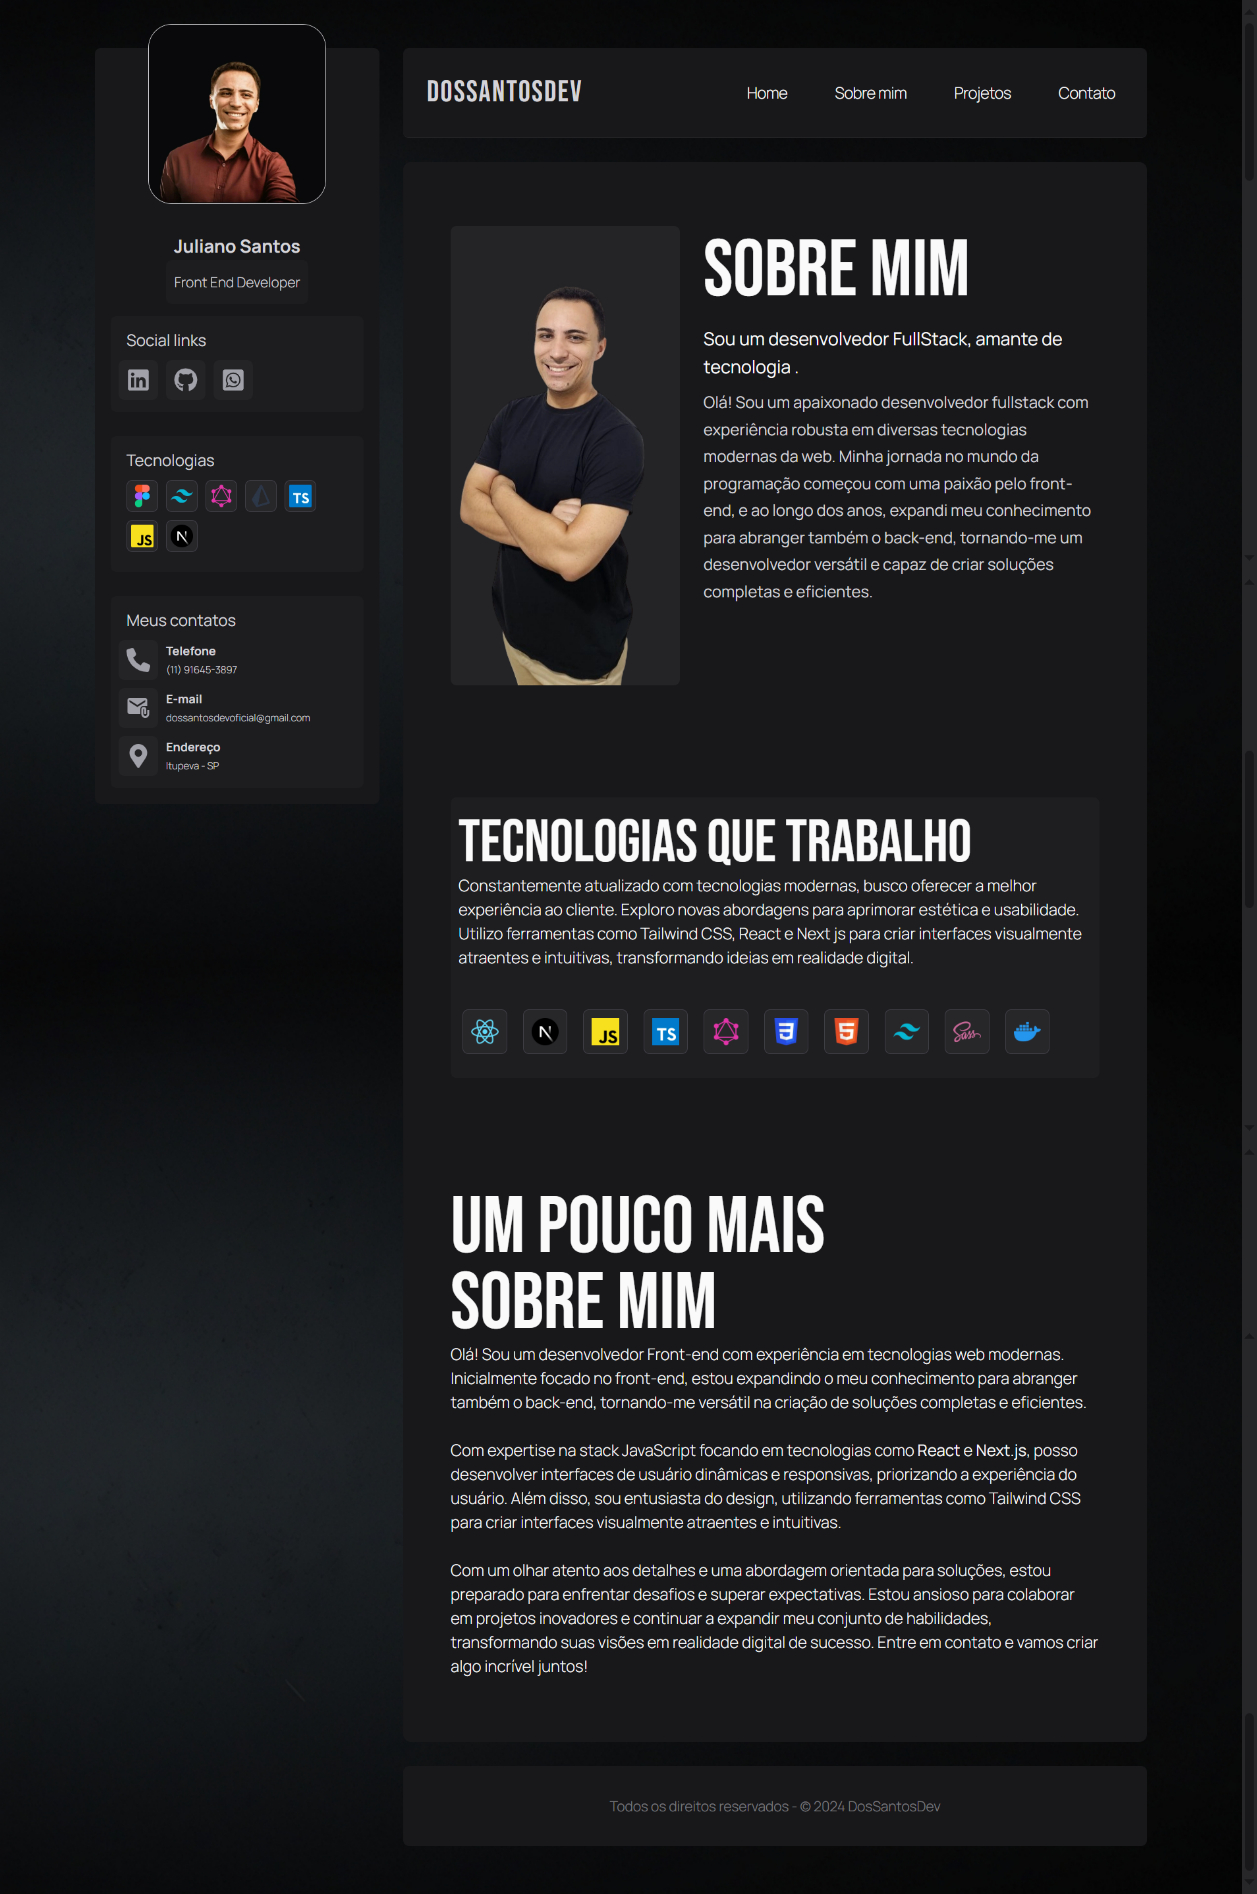 Juliano Santos
Front End Developer
Social links
Tecnologias
TS
JS
N
Meus contatos
Telefone
(11) 91645-3897
E-mail
dossantosdevoficial@gmail.com
Endereço
Itupeva - SP
DOSSANTOSDEV
Home
Sobre mim
Projetos
Contato
SOBRE MIM
Sou um desenvolvedor FullStack, amante de
tecnologia .
Olá! Sou um apaixonado desenvolvedor fullstack com
experiência robusta em diversas tecnologias
modernas da web. Minha jornada no mundo da
programação começou com uma paixão pelo front-
end, e ao longo dos anos, expandi meu conhecimento
para abranger também o back-end, tornando-me um
desenvolvedor versátil e capaz de criar soluções
completas e eficientes.
TECNOLOGIAS QUE TRABALHO
Constantemente atualizado com tecnologias modernas, busco oferecer a melhor
experiência ao cliente. Exploro novas abordagens para aprimorar estética e usabilidade.
Utilizo ferramentas como Tailwind CSS, React e Next js para criar interfaces visualmente
atraentes e intuitivas, transformando ideias em realidade digital.
N
JS
TS
3
5
Sass
UM POUCO MAIS
SOBRE MIM
Olá! Sou um desenvolvedor Front-end com experiência em tecnologias web modernas.
Inicialmente focado no front-end, estou expandindo o meu conhecimento para abranger
também o back-end, tornando-me versátil na criação de soluções completas e eficientes.
Com expertise na stack JavaScript focando em tecnologias como React e Next.js, posso
desenvolver interfaces de usuário dinâmicas e responsivas, priorizando a experiência do
usuário. Além disso, sou entusiasta do design, utilizando ferramentas como Tailwind CSS
para criar interfaces visualmente atraentes e intuitivas.
Com um olhar atento aos detalhes e uma abordagem orientada para soluções, estou
preparado para enfrentar desafios e superar expectativas. Estou ansioso para colaborar
em projetos inovadores e continuar a expandir meu conjunto de habilidades,
transformando suas visões em realidade digital de sucesso. Entre em contato e vamos criar
algo incrível juntos!
Todos os direitos reservados - © 2024 DosSantosDev